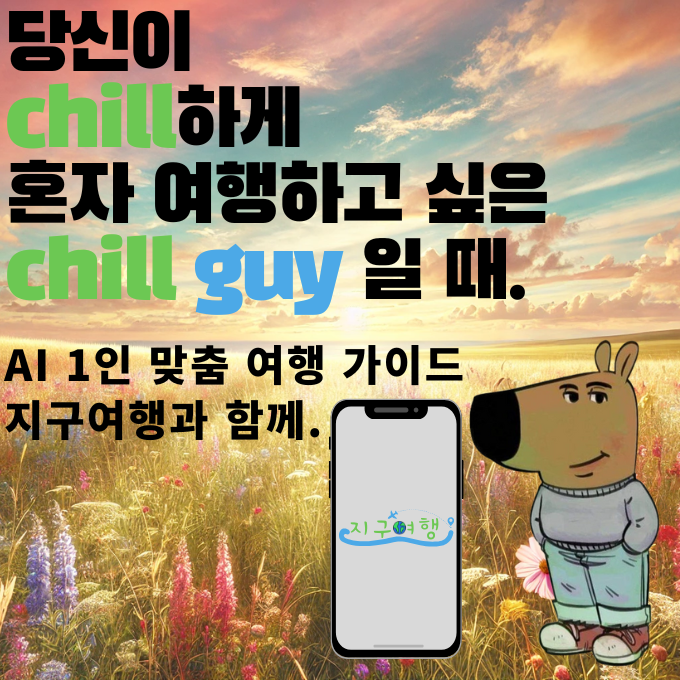 당신이
chill하게
혼자 여행하고 싶은
chill guy 일 때.
AI 1인 맞춤 여행 가이드
지구여행과 함께.
지구여행